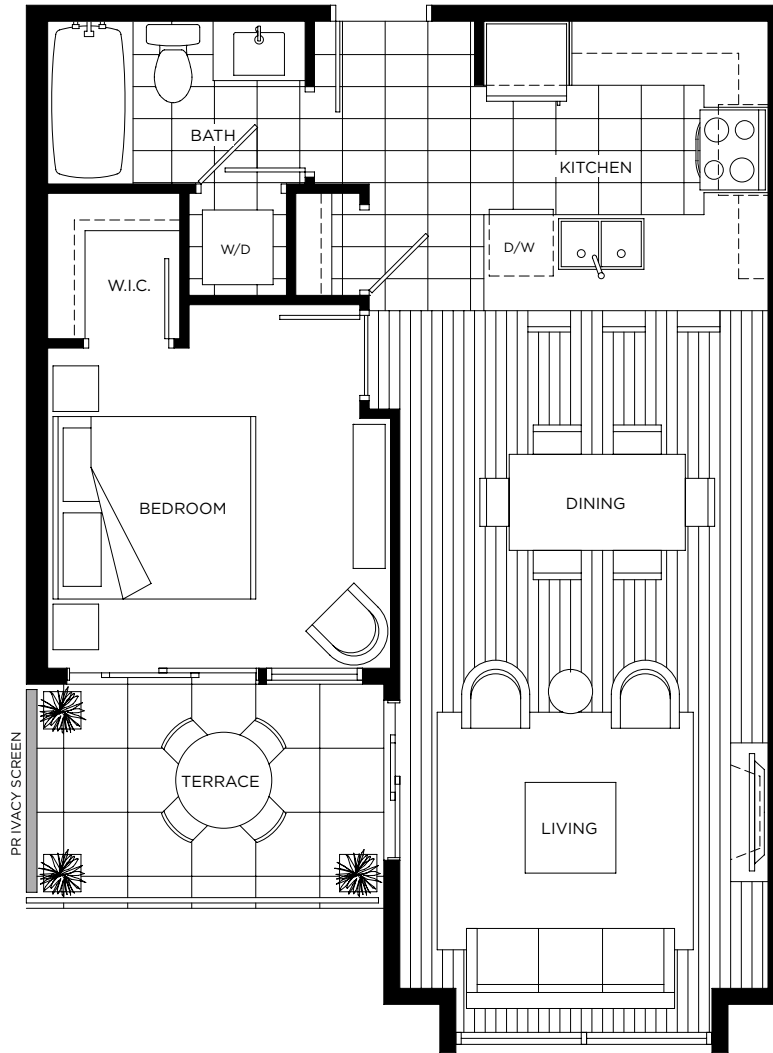 BATH
KITCHEN
W/D
D/W
W.I.C.
BEDROOM
DINING
PRIVACY SCREEN
TERRACE
LIVING